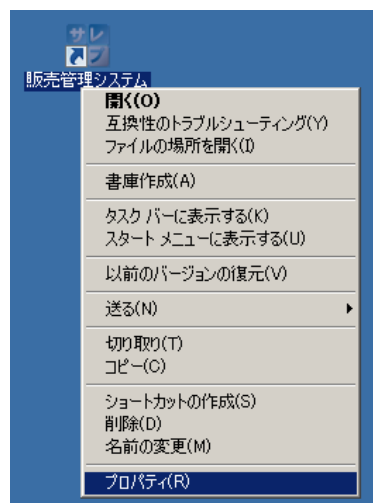 サレ
プ
販売管理システム
開く(O)
互換性のトラブルシューティング(Y)
ファイルの場所を開く(I)
書庫作成(A)
タスク バーに表示する(K)
スタート メニューに表示する(U)
以前のバージョンの復元(V)
送る(N)
切り取り(T)
コピー(C)
ショートカットの作成(S)
削除(D)
名前の変更(M)
プロパティ(R)